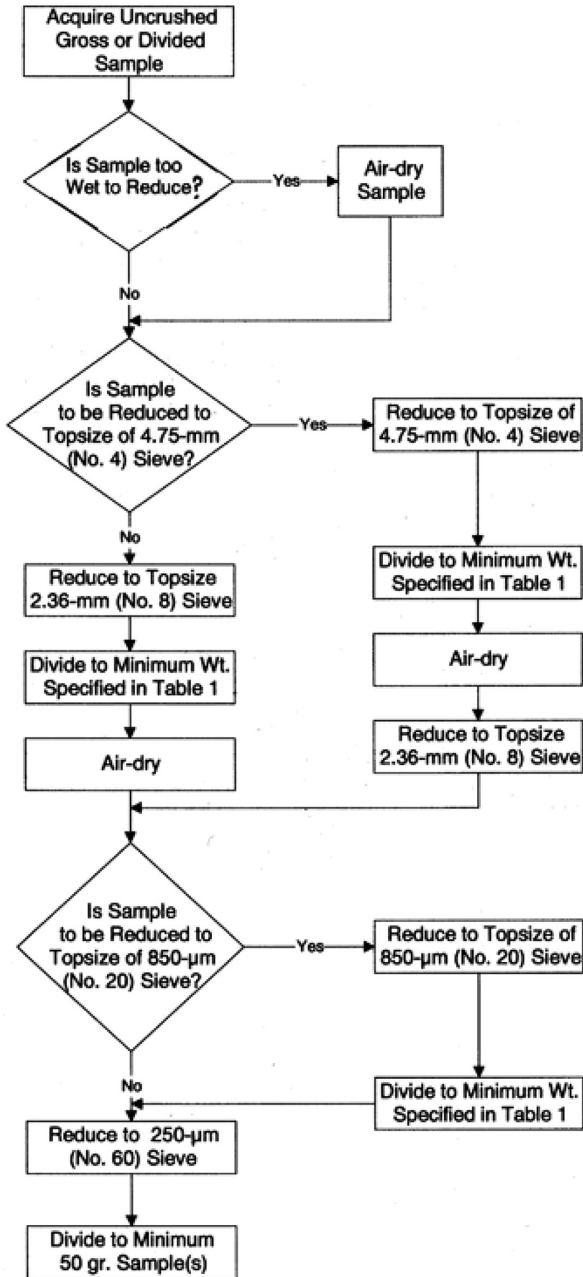 Acquire Uncrushed
Gross or Divided
Sample
Is Sample too
Wet to Reduce?
Yes
Air-dry
Sample
No
Is Sample
to be Reduced to
Topsize of 4.75-mm
(No. 4) Sieve?
Yes
Reduce to Topsize of
4.75-mm (No. 4) Sieve
No
Reduce to Topsize
2.36-mm (No. 8) Sieve
Divide to Minimum Wt.
Specified in Table 1
Divide to Minimum Wt.
Specified in Table 1
Air-dry
Air-dry
Reduce to Topsize
2.36-mm (No. 8) Sieve
Is Sample
to be Reduced to
Topsize of 850-µm
(No. 20) Sieve?
Yes
Reduce to Topsize of
850-µm (No. 20) Sieve
No
Divide to Minimum Wt.
Specified in Table 1
Reduce to 250-µm
(No. 60) Sieve
Divide to Minimum
50 gr. Sample(s)